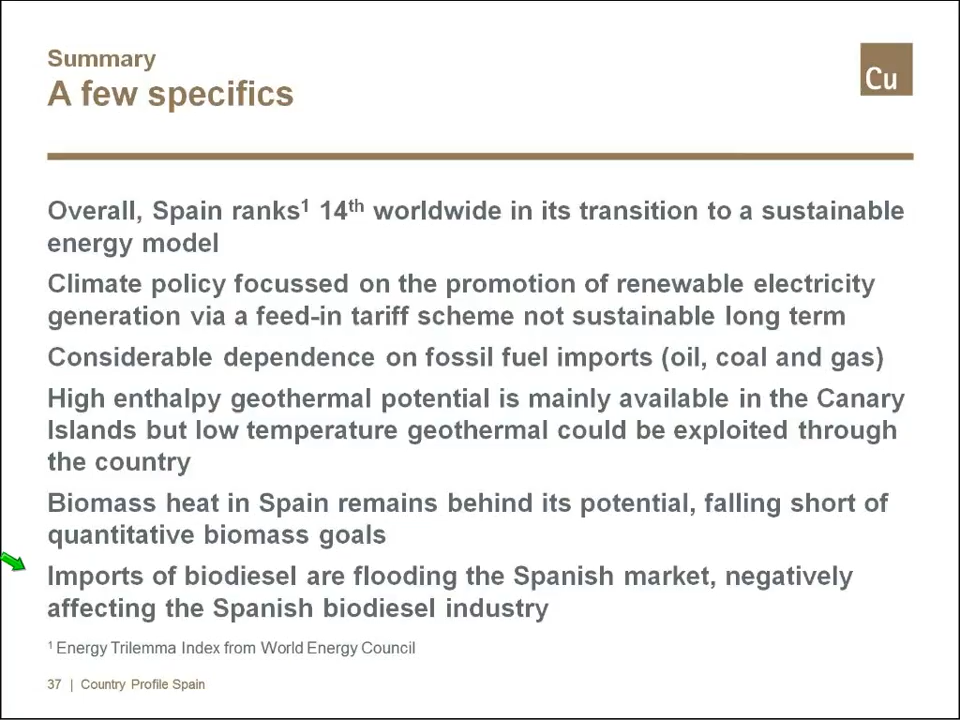 Summary
A few specifics
Cu
Overall, Spain ranks¹ 14th worldwide in its transition to a sustainable
energy model
Climate policy focussed on the promotion of renewable electricity
generation via a feed-in tariff scheme not sustainable long term
Considerable dependence on fossil fuel imports (oil, coal and gas)
High enthalpy geothermal potential is mainly available in the Canary
Islands but low temperature geothermal could be exploited through
the country
Biomass heat in Spain remains behind its potential, falling short of
quantitative biomass goals
Imports of biodiesel are flooding the Spanish market, negatively
affecting the Spanish biodiesel industry
¹ Energy Trilemma Index from World Energy Council
37 | Country Profile Spain